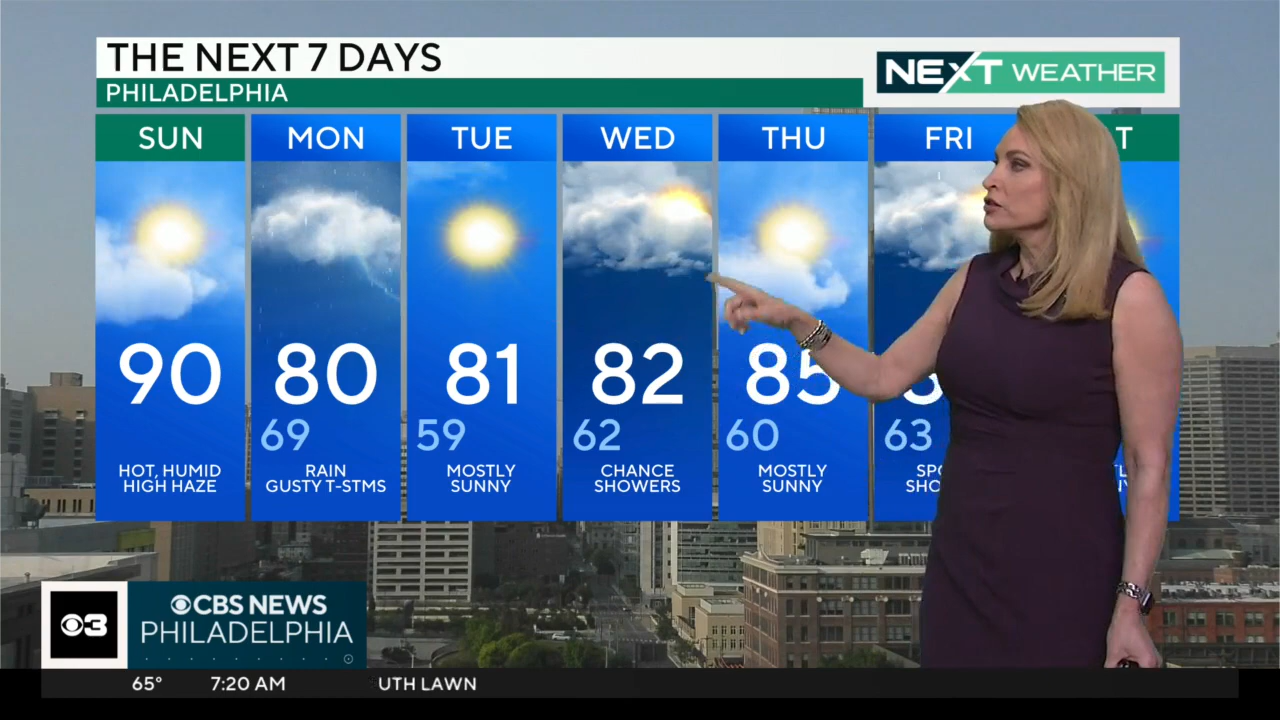 THE NEXT 7 DAYS
NEXT WEATHER
PHILADELPHIA
SUN MON TUE WED THU FRI T
90 80 81 82 85
69 59 62 60 63
HOT, HUMID RAIN MOSTLY CHANCE MOSTLY
HIGH HAZE GUSTY T-STMS SUNNY SHOWERS SUNNY
CBS NEWS
3 PHILADELPHIA
65° 7:20 AM UTH LAWN